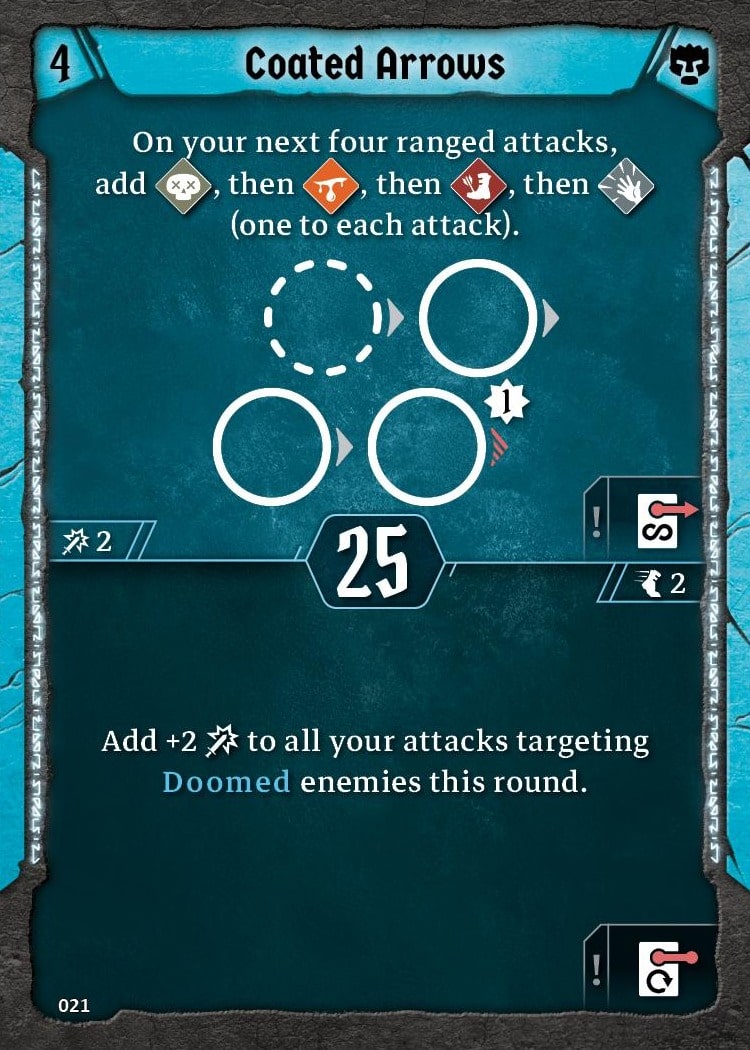 4
Coated Arrows
On your next four ranged attacks,
add , then , then , then
(one to each attack).
1
! 
2
25
2
Add +2 to all your attacks targeting
Doomed enemies this round.
!
021